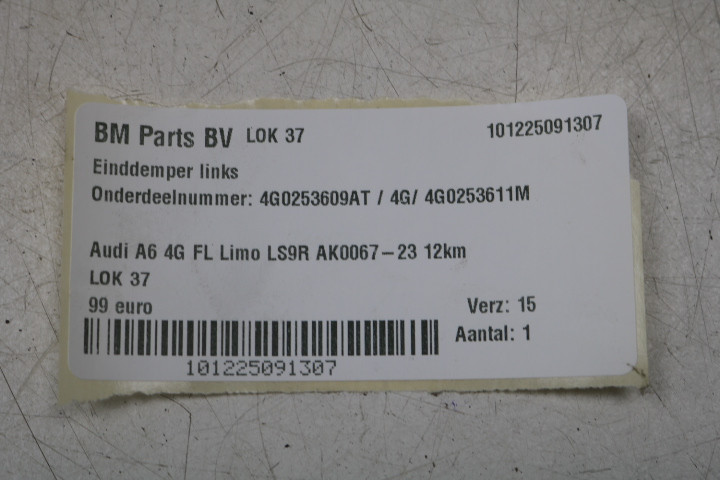 BM Parts BV LOK 37 101225091307
Einddemper links
Onderdeelnummer: 4G0253609AT / 4G/ 4G0253611M
Audi A6 4G FL Limo LS9R AK0067-23 12km
LOK 37
99 euro Verz: 15
Aantal: 1
101225091307